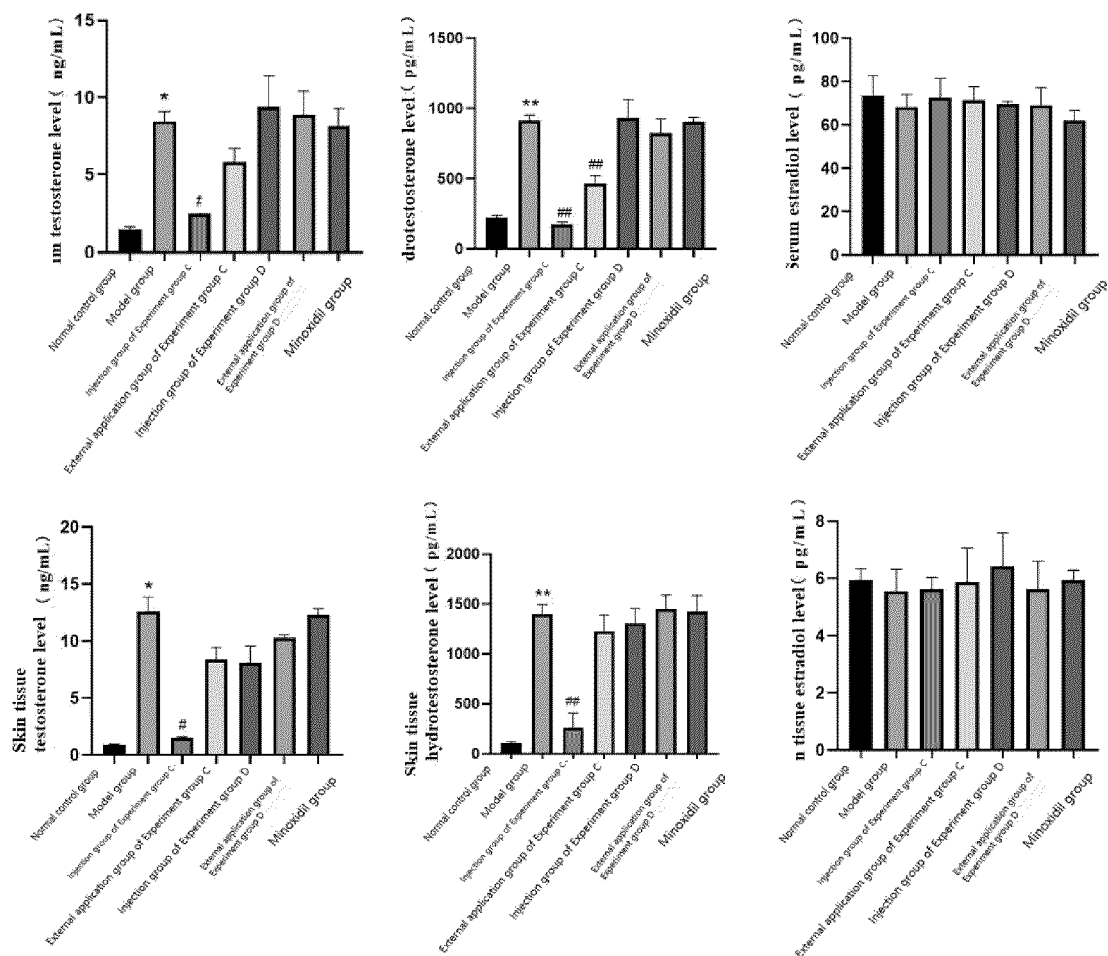 um testosterone level ( ng/mL)
15
10
5
0
*
#
Normal control group
Model group
Injection group of Experiment group C
External application group of Experiment group C
Injection group of Experiment group D
External application group of
Experiment group D
Minoxidil group
drotestosterone level ( pg/mL)
1500
1000
500
0
**
##
##
Normal control group
Model group
Injection group of Experiment group C
External application group of Experiment group C
Injection group of Experiment group D
External application group of
Experiment group D
Minoxidil group
Serum estradiol level ( pg/mL)
100
80
60
40
20
0
Normal control group
Model group
Injection group of Experiment group C
External application group of Experiment group C
Injection group of Experiment group D
External application group of
Experiment group D
Minoxidil group
Skin tissue
testosterone level ( ng/mL)
20
15
10
5
0
*
#
Normal control group
Model group
Injection group of Experiment group C
External application group of Experiment group C
Injection group of Experiment group D
External application group of
Experiment group D
Minoxidil group
Skin tissue
hydrotestosterone level ( pg/mL)
2000
1500
1000
500
0
**
##
Normal control group
Model group
Injection group of Experiment group C
External application group of Experiment group C
Injection group of Experiment group D
External application group of
Experiment group D
Minoxidil group
n tissue estradiol level( pg/mL)
8
6
4
2
0
Normal control group
Model group
Injection group of Experiment group C
External application group of Experiment group C
Injection group of Experiment group D
External application group of
Experiment group D
Minoxidil group